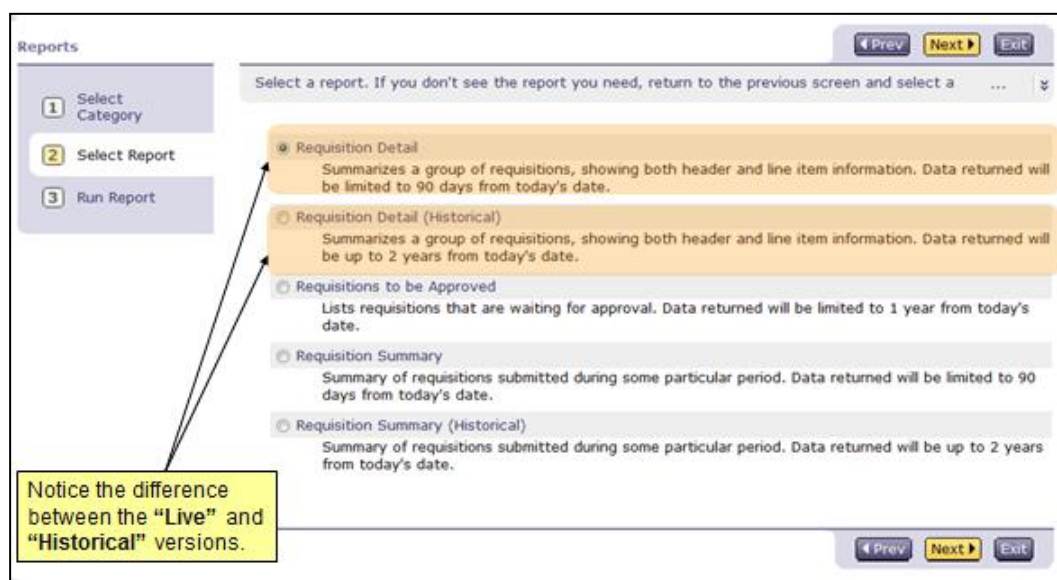 Reports
Prev Next Exit
Select a report. If you don't see the report you need, return to the previous screen and select a ...
1 Select
Category
2 Select Report
3 Run Report
Requisition Detail
Summarizes a group of requisitions, showing both header and line item information. Data returned will
be limited to 90 days from today's date.
Requisition Detail (Historical)
Summarizes a group of requisitions, showing both header and line item information. Data returned will
be up to 2 years from today's date.
Requisitions to be Approved
Lists requisitions that are waiting for approval. Data returned will be limited to 1 year from today's
date.
Requisition Summary
Summary of requisitions submitted during some particular period. Data returned will be limited to 90
days from today's date.
Requisition Summary (Historical)
Summary of requisitions submitted during some particular period. Data returned will be up to 2 years
from today's date.
Notice the difference
between the “Live” and
“Historical” versions.
Prev Next Exit